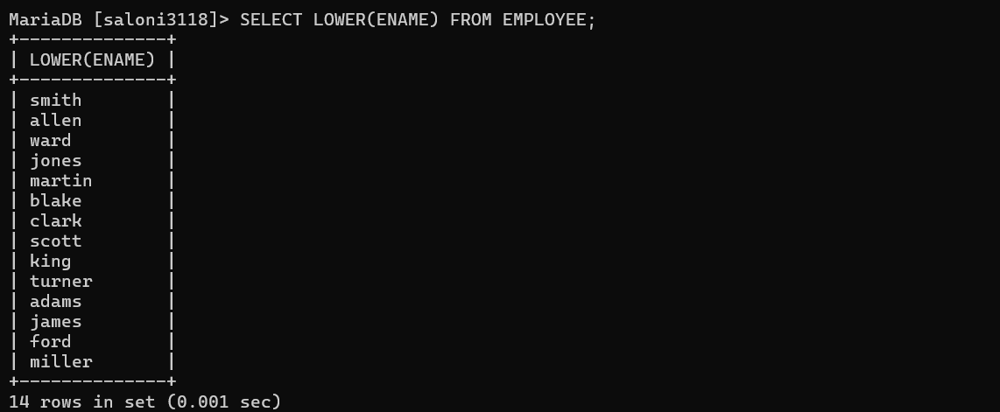 MariaDB [saloni3118]> SELECT LOWER(ENAME) FROM EMPLOYEE;
+--------------+
| LOWER(ENAME) |
+--------------+
| smith        |
| allen        |
| ward         |
| jones        |
| martin       |
| blake        |
| clark        |
| scott        |
| king         |
| turner       |
| adams        |
| james        |
| ford         |
| miller       |
+--------------+
14 rows in set (0.001 sec)